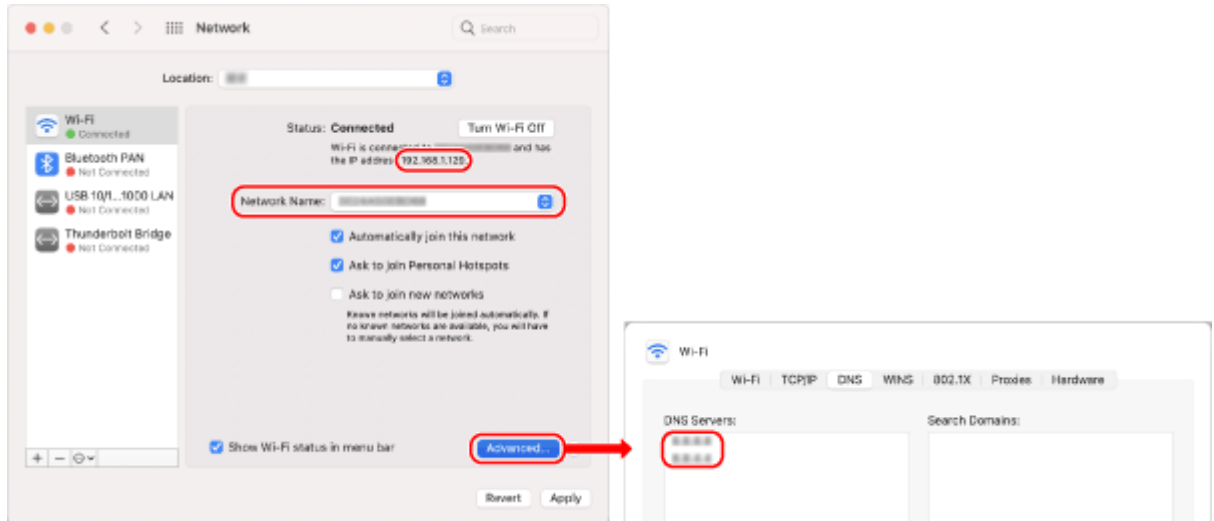 Network
Search
Location:
Wi-Fi
Connected
Bluetooth PAN
Not Connected
USB 10/1...1000 LAN
Not Connected
Thunderbolt Bridge
Not Connected
Status: Connected
Turn Wi-Fi Off
Wi-Fi is connected to and has
the IP address 192.168.1.129.
Network Name:
Automatically join this network
Ask to join Personal Hotspots
Ask to join new networks
Known networks will be joined automatically. If
no known networks are available, you will have
to manually select a network.
Show Wi-Fi status in menu bar
Advanced...
Revert
Apply
Wi-Fi
Wi-Fi TCP/IP DNS WINS 802.1X Proxies Hardware
DNS Servers:
Search Domains: